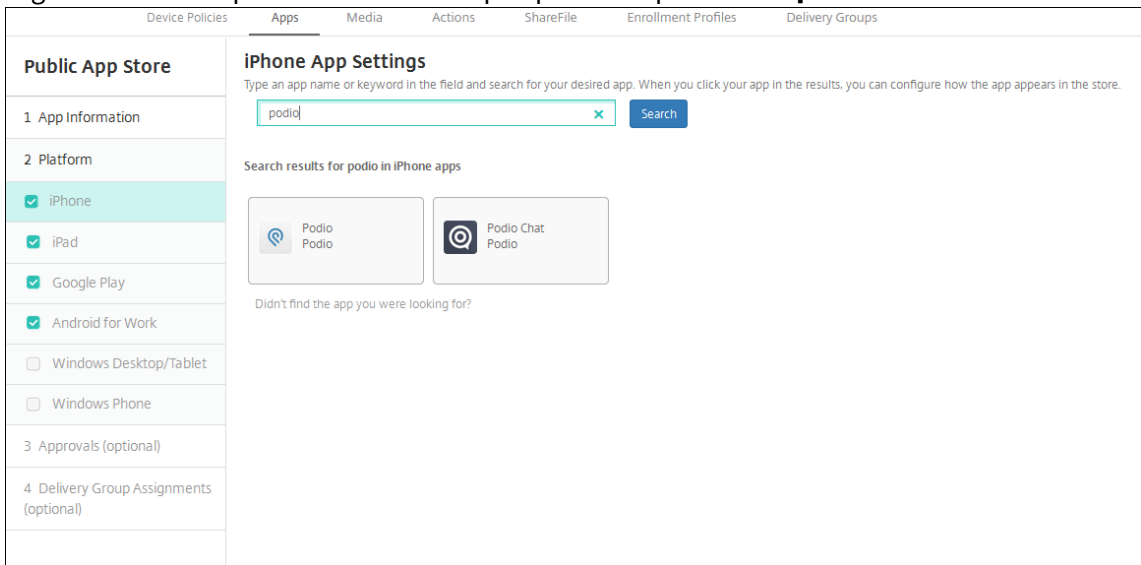 Device Policies Apps Media Actions ShareFile Enrollment Profiles Delivery Groups
Public App Store
1 App Information
2 Platform
iPhone
iPad
Google Play
Android for Work
Windows Desktop/Tablet
Windows Phone
3 Approvals (optional)
4 Delivery Group Assignments
(optional)
iPhone App Settings
Type an app name or keyword in the field and search for your desired app. When you click your app in the results, you can configure how the app appears in the store.
podio
Search
Search results for podio in iPhone apps
Podio
Podio
Podio Chat
Podio
Didn't find the app you were looking for?